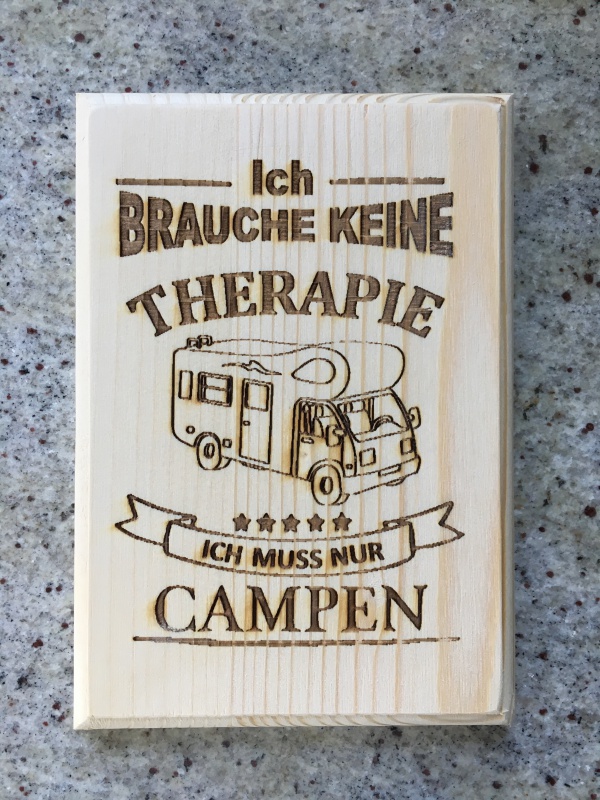 Ich
BRAUCHE KEINE
THERAPIE
ICH MUSS NUR
CAMPEN